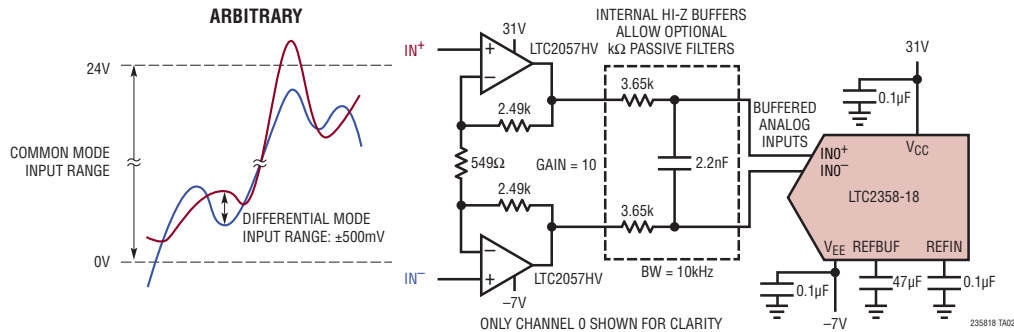 ARBITRARY
24V
COMMON MODE
INPUT RANGE
DIFFERENTIAL MODE
INPUT RANGE: ±500mV
0V
IN+
31V
LTC2057HV
+
–
2.49k
549Ω
GAIN = 10
2.49k
–
+
LTC2057HV
IN–
–7V
INTERNAL HI-Z BUFFERS
ALLOW OPTIONAL
kΩ PASSIVE FILTERS
3.65k
2.2nF
3.65k
BW = 10kHz
BUFFERED
ANALOG
INPUTS
31V
0.1µF
VCC
IN0+
IN0–
LTC2358-18
VEE REFBUF REFIN
0.1µF
47µF
0.1µF
–7V
ONLY CHANNEL 0 SHOWN FOR CLARITY
235818 TA02